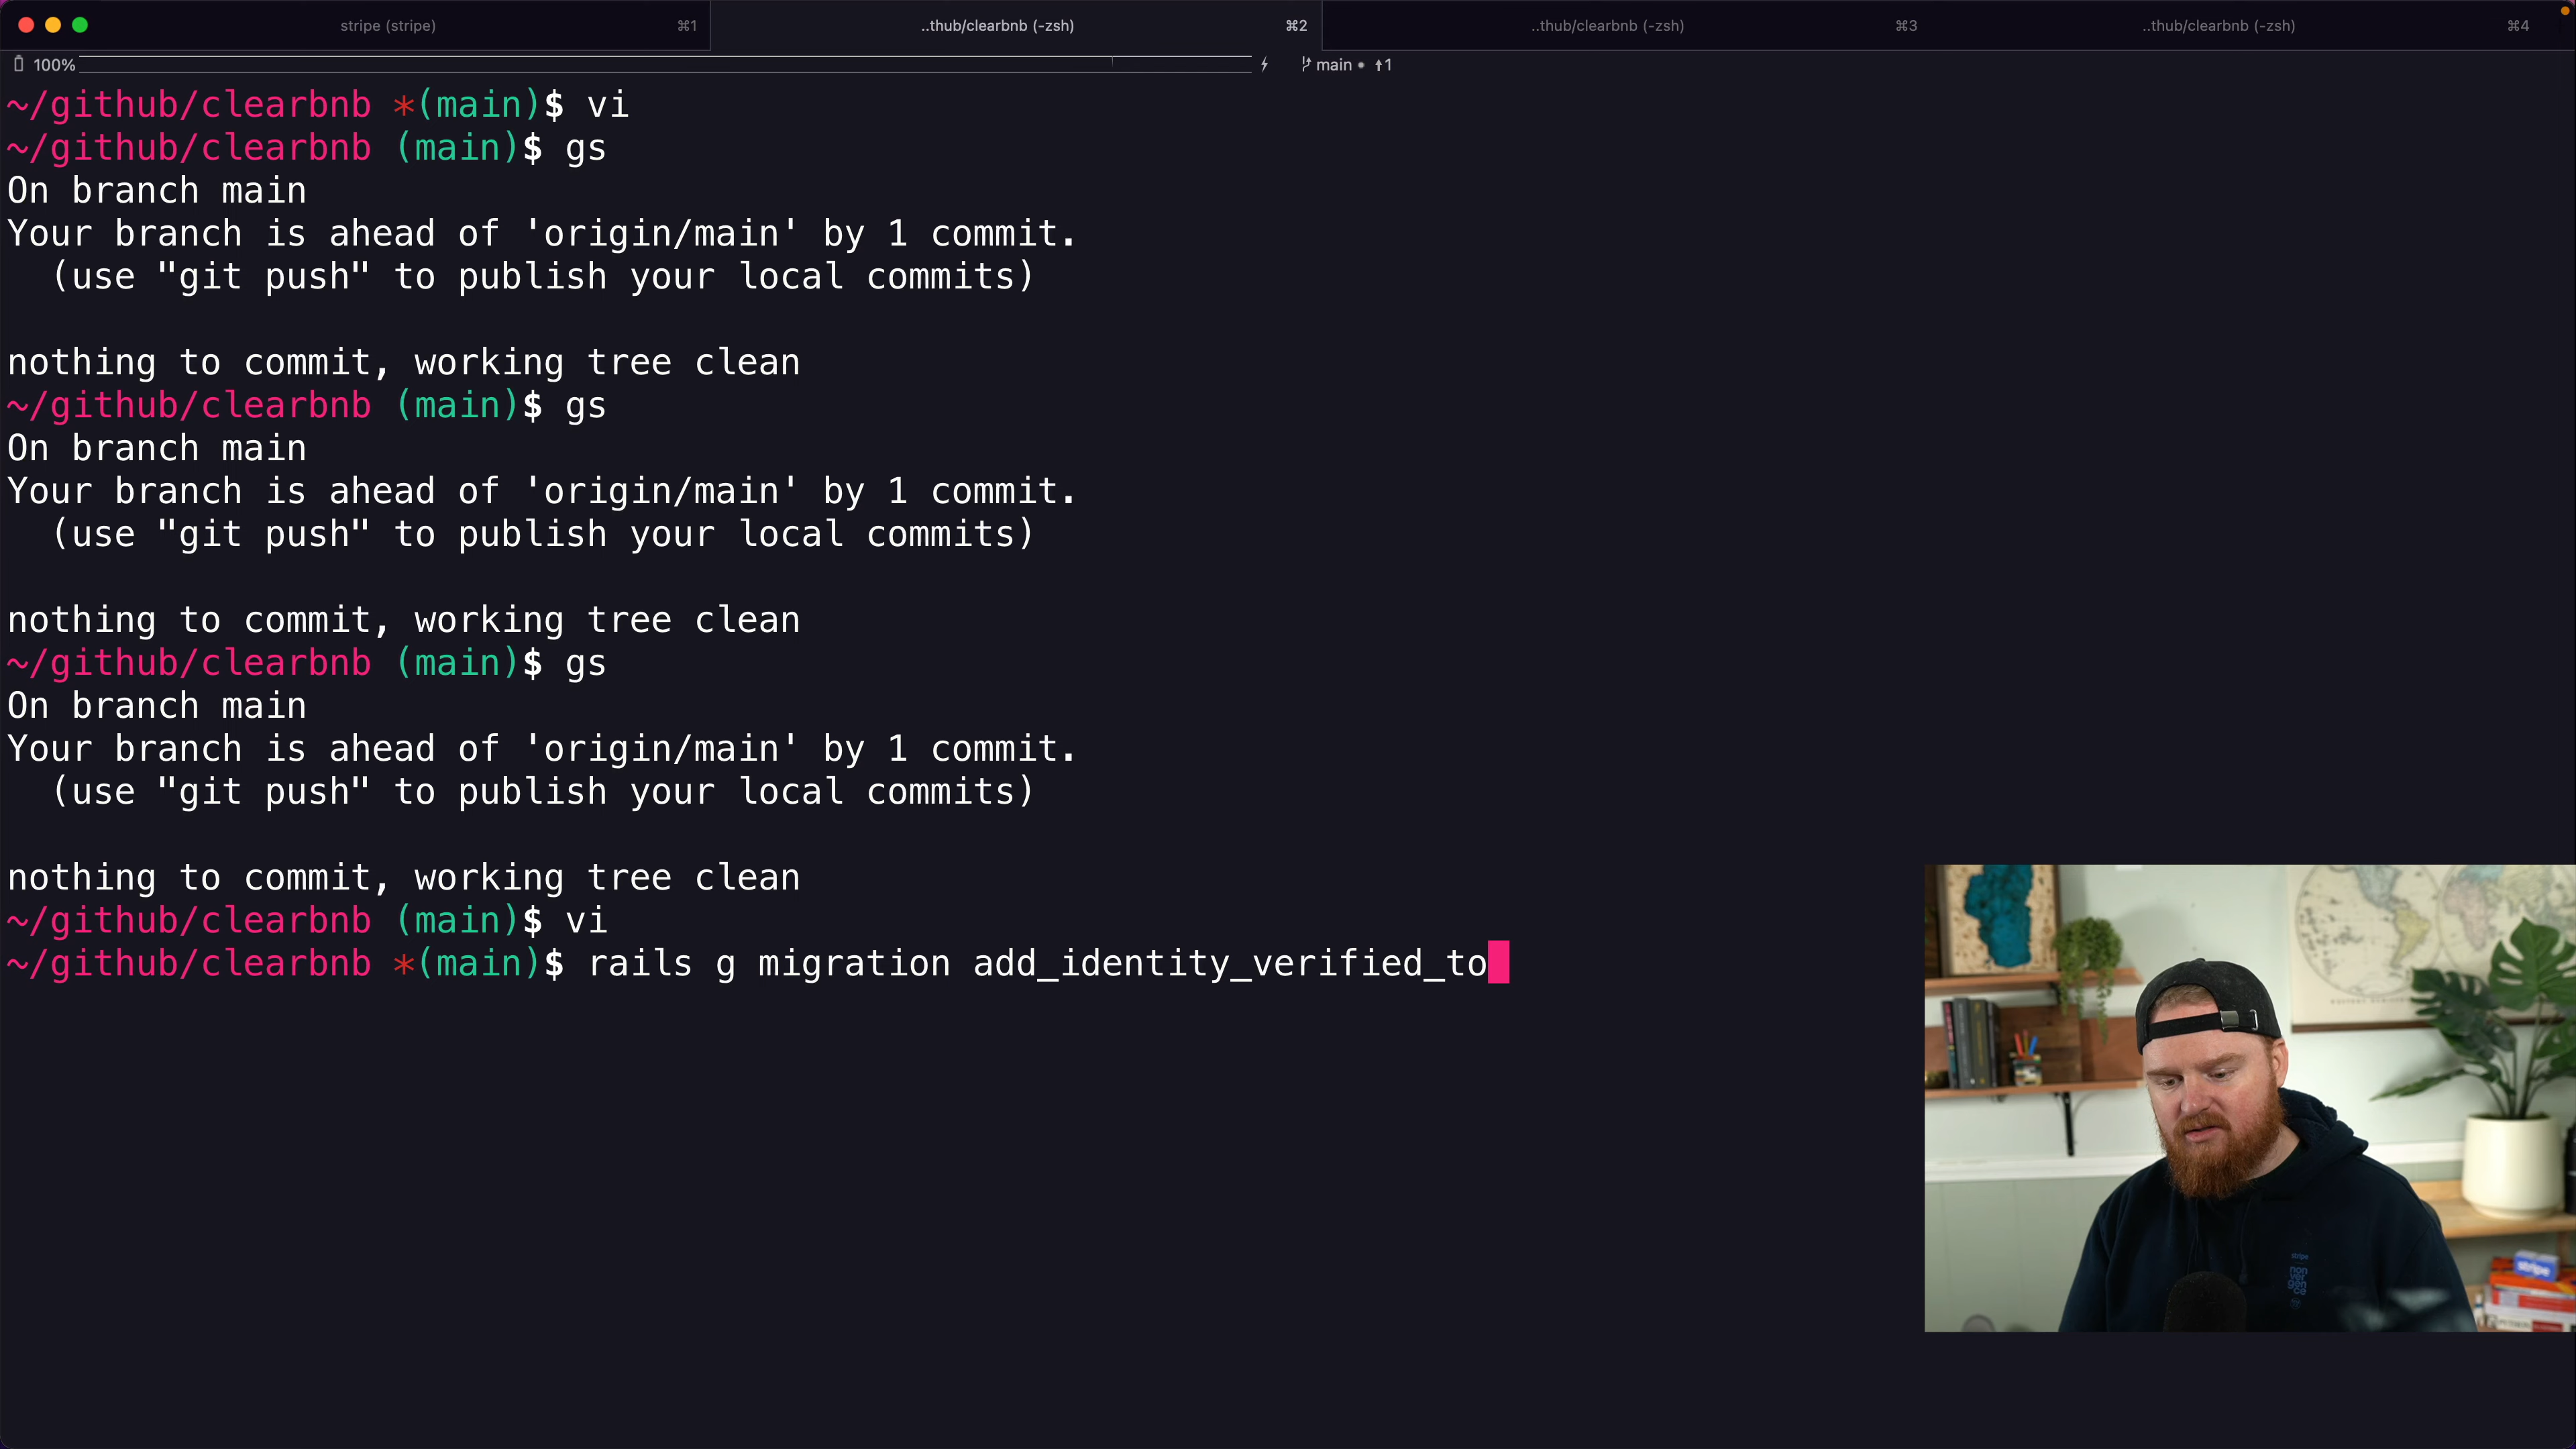 stripe (stripe) ⌘1 ..thub/clearbnb (-zsh) ⌘2 ..thub/clearbnb (-zsh) ⌘3 ..thub/clearbnb (-zsh) ⌘4
100% main • ↑1
~/github/clearbnb *(main)$ vi
~/github/clearbnb (main)$ gs
On branch main
Your branch is ahead of 'origin/main' by 1 commit.
(use "git push" to publish your local commits)
nothing to commit, working tree clean
~/github/clearbnb (main)$ gs
On branch main
Your branch is ahead of 'origin/main' by 1 commit.
(use "git push" to publish your local commits)
nothing to commit, working tree clean
~/github/clearbnb (main)$ gs
On branch main
Your branch is ahead of 'origin/main' by 1 commit.
(use "git push" to publish your local commits)
nothing to commit, working tree clean
~/github/clearbnb (main)$ vi
~/github/clearbnb *(main)$ rails g migration add_identity_verified_to
stripe